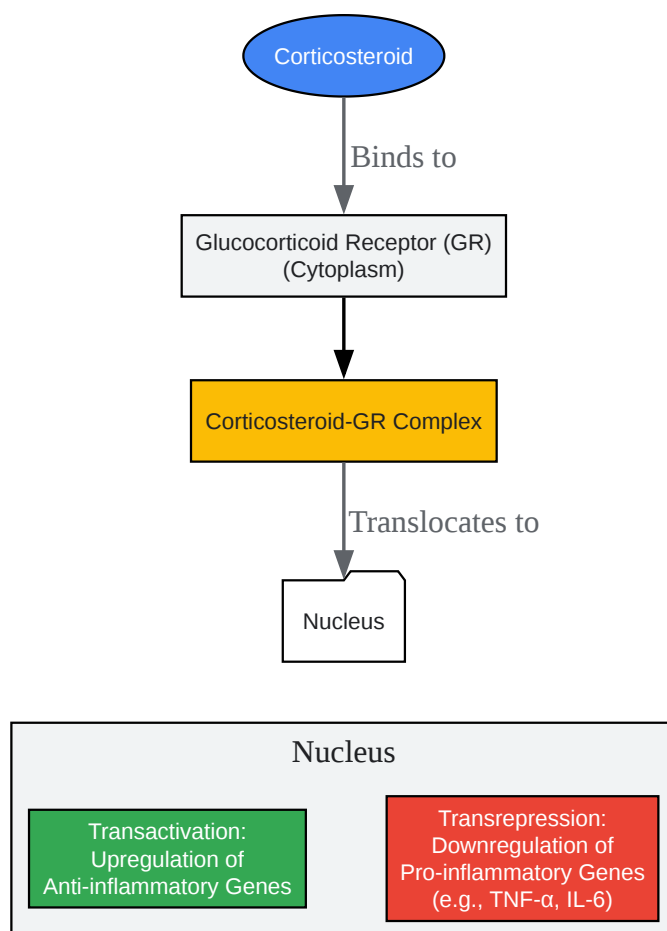 Corticosteroid
Binds to
Glucocorticoid Receptor (GR)
(Cytoplasm)
Corticosteroid-GR Complex
Translocates to
Nucleus
Nucleus
Transactivation:
Upregulation of
Anti-inflammatory Genes
Transrepression:
Downregulation of
Pro-inflammatory Genes
(e.g., TNF-α, IL-6)